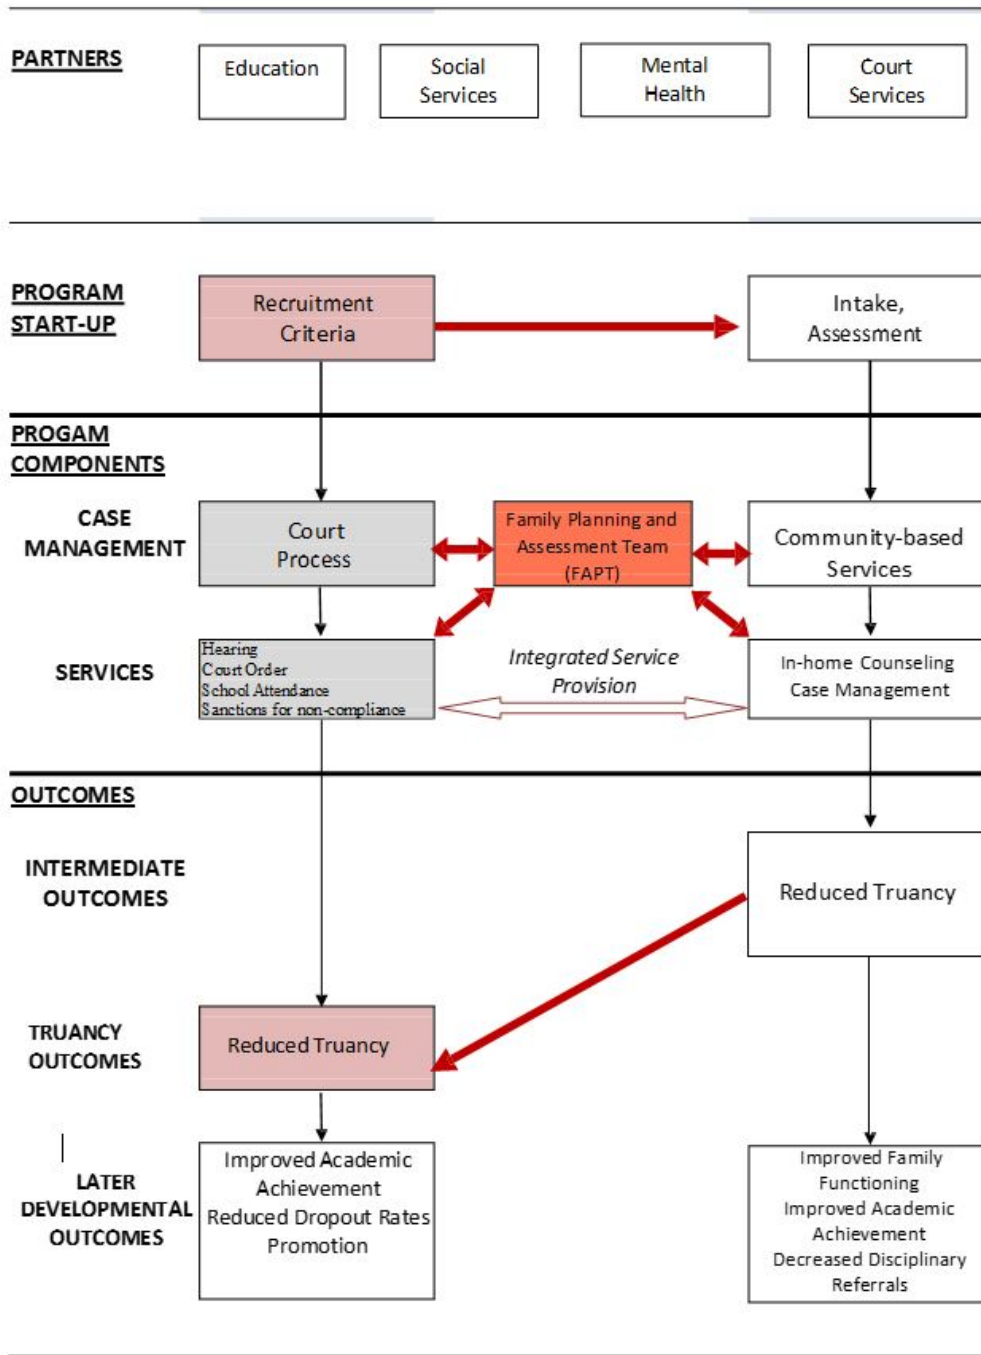 PARTNERS
Education
Social
Services
Mental
Health
Court
Services
PROGRAM
START-UP
Recruitment
Criteria
Intake,
Assessment
PROGAM
COMPONENTS
CASE
MANAGEMENT
Court
Process
Family Planning and
Assessment Team
(FAPT)
Community-based
Services
SERVICES
Hearing
Court Order
School Attendance
Sanctions for non-compliance
Integrated Service
Provision
In-home Counseling
Case Management
OUTCOMES
INTERMEDIATE
OUTCOMES
Reduced Truancy
TRUANCY
OUTCOMES
Reduced Truancy
LATER
DEVELOPMENTAL
OUTCOMES
Improved Academic
Achievement
Reduced Dropout Rates
Promotion
Improved Family
Functioning
Improved Academic
Achievement
Decreased Disciplinary
Referrals